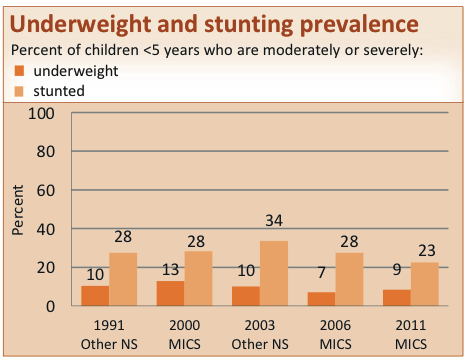 Underweight and stunting prevalence
Percent of children <5 years who are moderately or severely:
underweight
stunted
100
80
60
40
20
0
Percent
10
28
13
28
10
34
7
28
9
23
1991
Other NS
2000
MICS
2003
Other NS
2006
MICS
2011
MICS